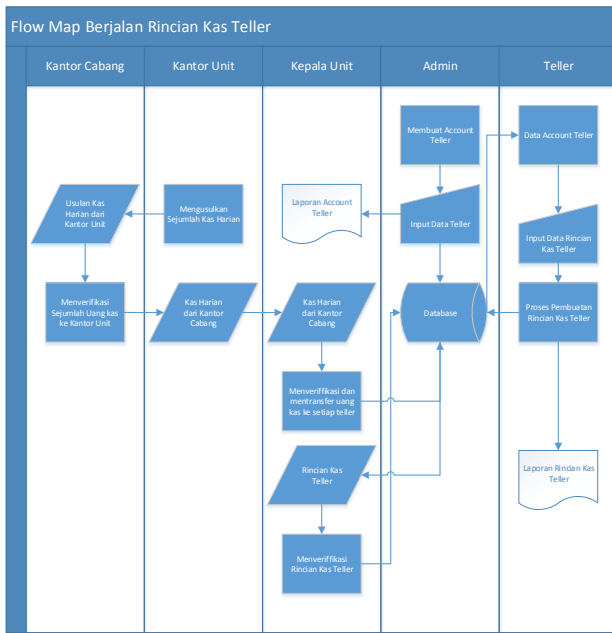 Flow Map Berjalan Rincian Kas Teller
Kantor Cabang
Kantor Unit
Kepala Unit
Admin
Teller
Membuat Account
Teller
Data Account Teller
Usulan Kas
Harian dari
Kantor Unit
Mengusulkan
Sejumlah Kas Harian
Laporan Account
Teller
Input Data Teller
Input Data Rincian
Kas Teller
Menverifikasi
Sejumlah Uang kas
ke Kantor Unit
Kas Harian
dari Kantor
Cabang
Kas Harian
dari Kantor
Cabang
Database
Proses Pembuatan
Rincian Kas Teller
Menveriffikasi dan
mentransfer uang
kas ke setiap teller
Rincian Kas
Teller
Laporan Rincian Kas
Teller
Menveriffikasi
Rincian Kas Teller